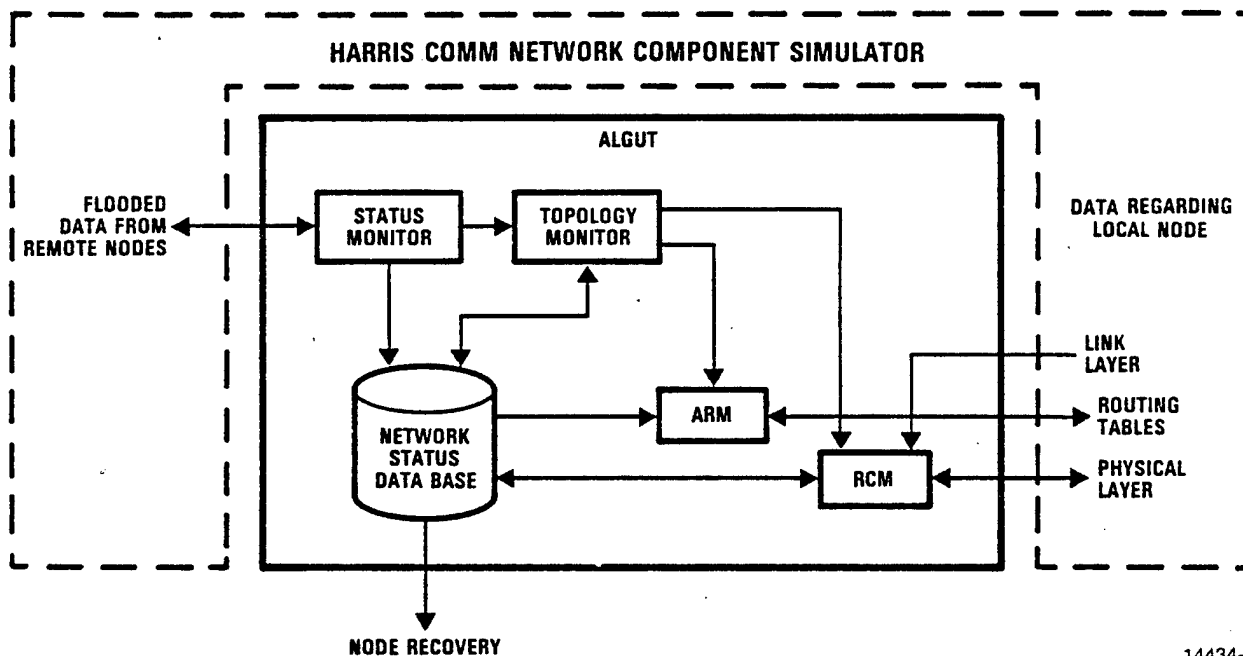 HARRIS COMM NETWORK COMPONENT SIMULATOR
ALGUT
FLOODED
DATA FROM
REMOTE NODES
STATUS
MONITOR
TOPOLOGY
MONITOR
DATA REGARDING
LOCAL NODE
LINK
LAYER
ARM
ROUTING
TABLES
NETWORK
STATUS
DATA BASE
RCM
PHYSICAL
LAYER
NODE RECOVERY
14434-